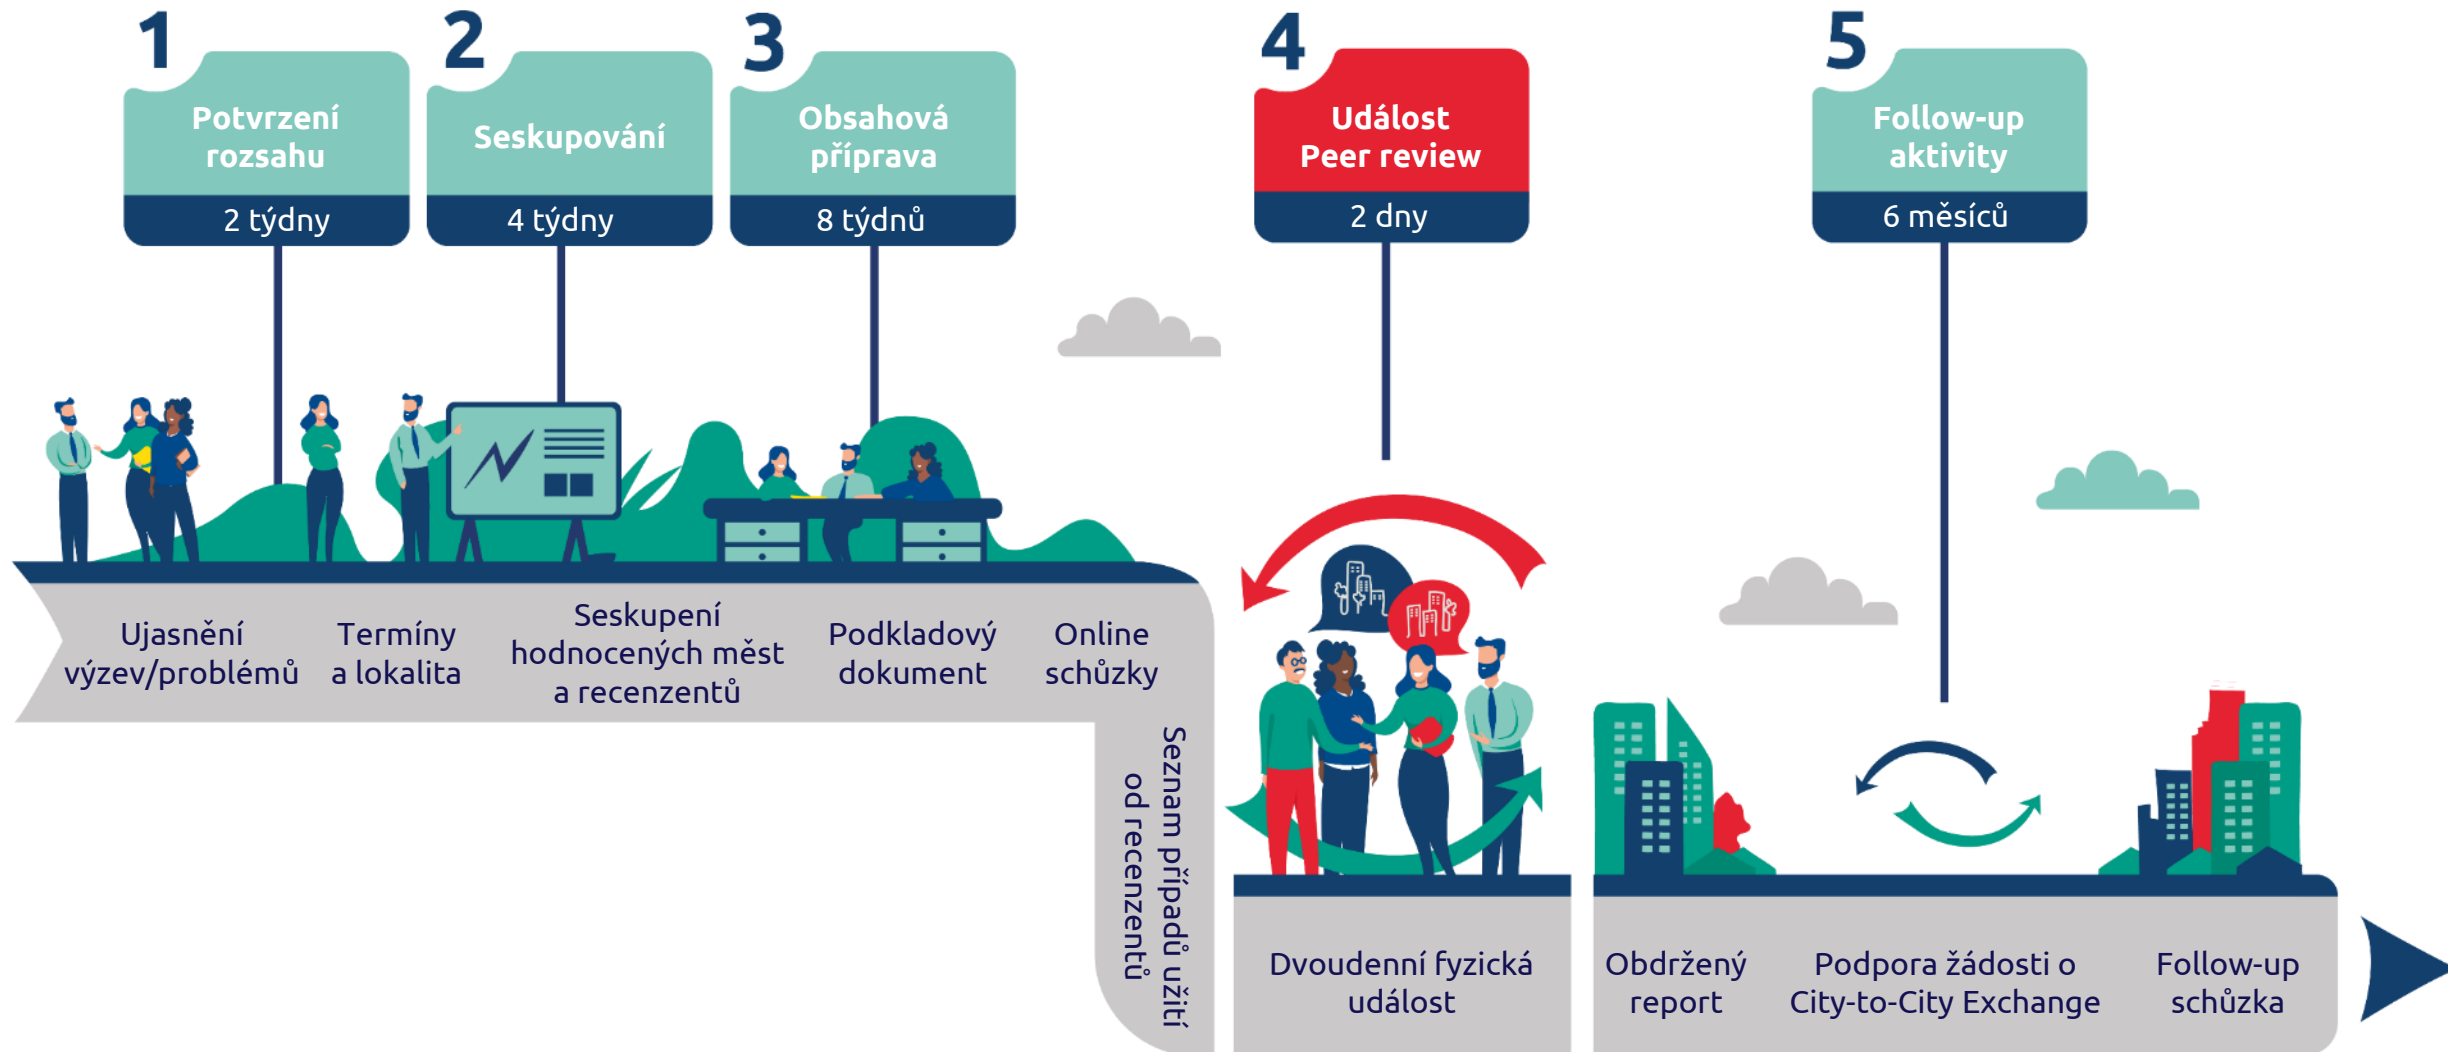 1
Potvrzení
rozsahu
2 týdny
2
Seskupování
4 týdny
3
Obsahová
příprava
8 týdnů
4
Událost
Peer review
2 dny
5
Follow-up
aktivity
6 měsíců
Ujasnění
výzev/problémů
Termíny
a lokalita
Seskupení
hodnocených měst
a recenzentů
Podkladový
dokument
Online
schůzky
Seznam případů užití
od recenzentů
Dvoudenní fyzická
událost
Obdržený
report
Podpora žádosti o
City-to-City Exchange
Follow-up
schůzka